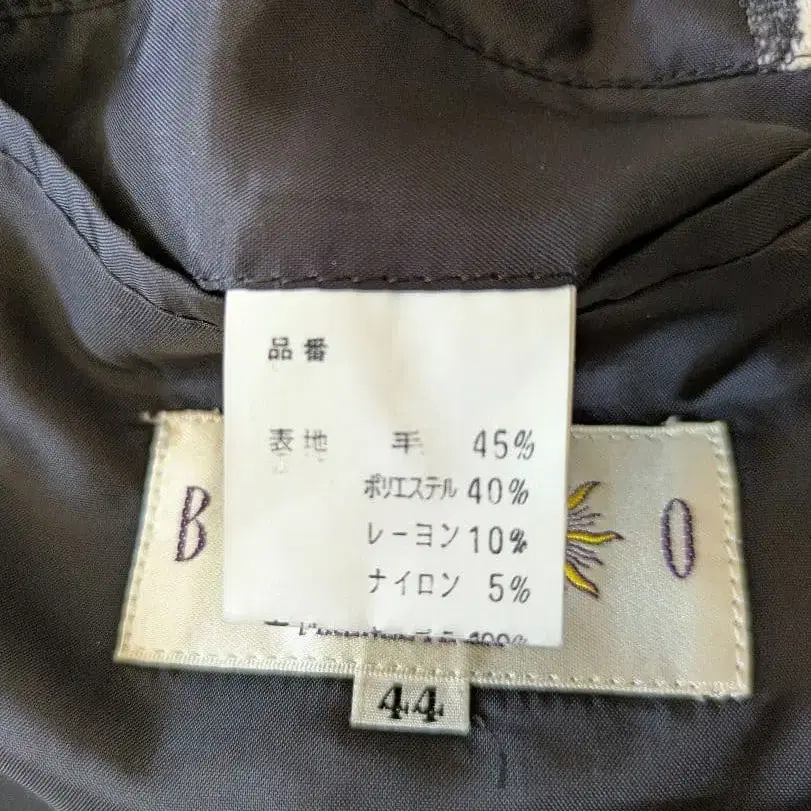 品番
表地 毛 45%
ポリエステル 40%
レーヨン 10%
ナイロン 5%
B O
44